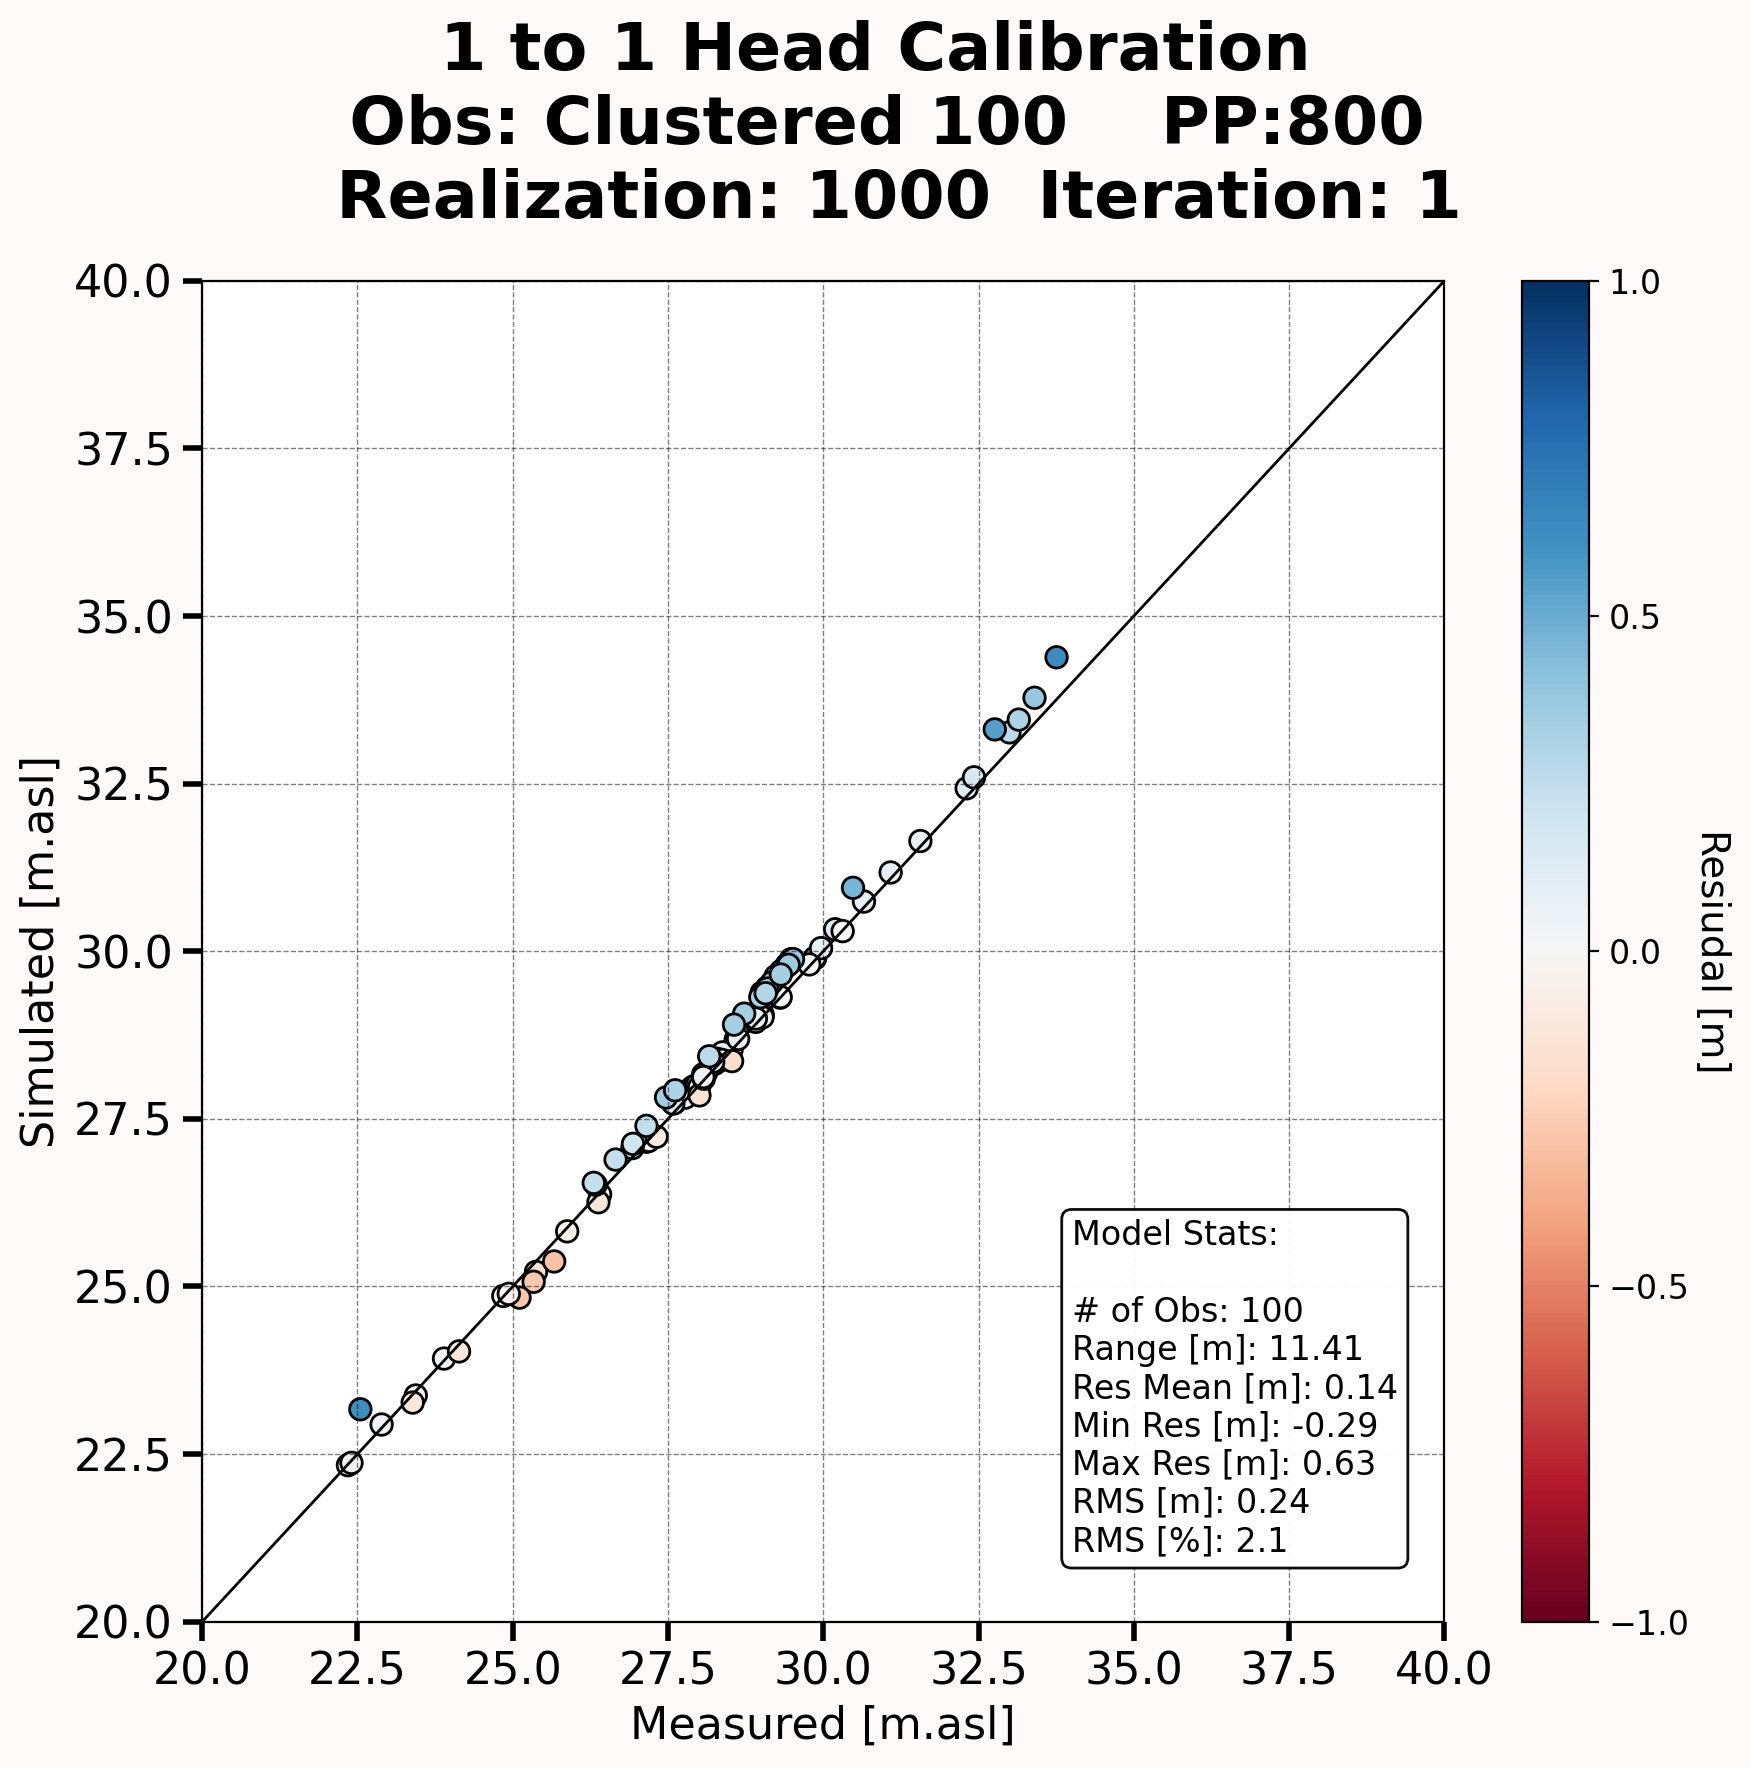 1 to 1 Head Calibration
Obs: Clustered 100    PP:800
Realization: 1000  Iteration: 1
40.0
37.5
35.0
32.5
30.0
27.5
25.0
22.5
20.0
Simulated [m.asl]
20.0 22.5 25.0 27.5 30.0 32.5 35.0 37.5 40.0
Measured [m.asl]
Model Stats:
# of Obs: 100
Range [m]: 11.41
Res Mean [m]: 0.14
Min Res [m]: -0.29
Max Res [m]: 0.63
RMS [m]: 0.24
RMS [%]: 2.1
1.0
0.5
0.0
−0.5
−1.0
Resiudal [m]